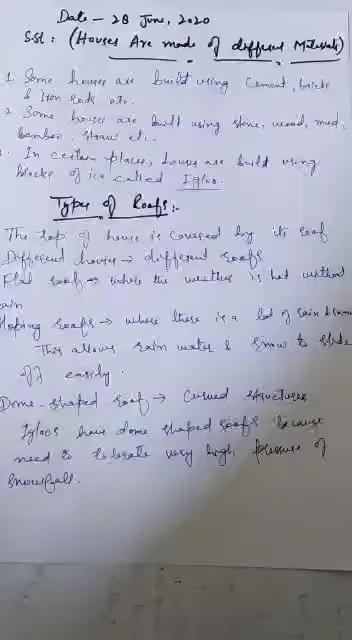 Date - 28 June, 2020
S.St : (Houses Are made of different Materials)
1. Some houses are build using Cement, bricks
& Iron rods etc.
2. Some houses are built using stone, wood, mud,
bamboo, straw etc.
. In certain places, houses are build using
blocks of ice called Igloo.
Types of Roofs:-
The top of house is covered by its roof
Different houses → different roofs
Flat roof → where the weather is hot without
ain
loping roofs → where there is a lot of rain & snow
This allows rain water & snow to slide
off easily.
Dome-shaped roof → Curved structures
Igloos have dome shaped roofs because
need to tolerate very high pressure of
snowfall.